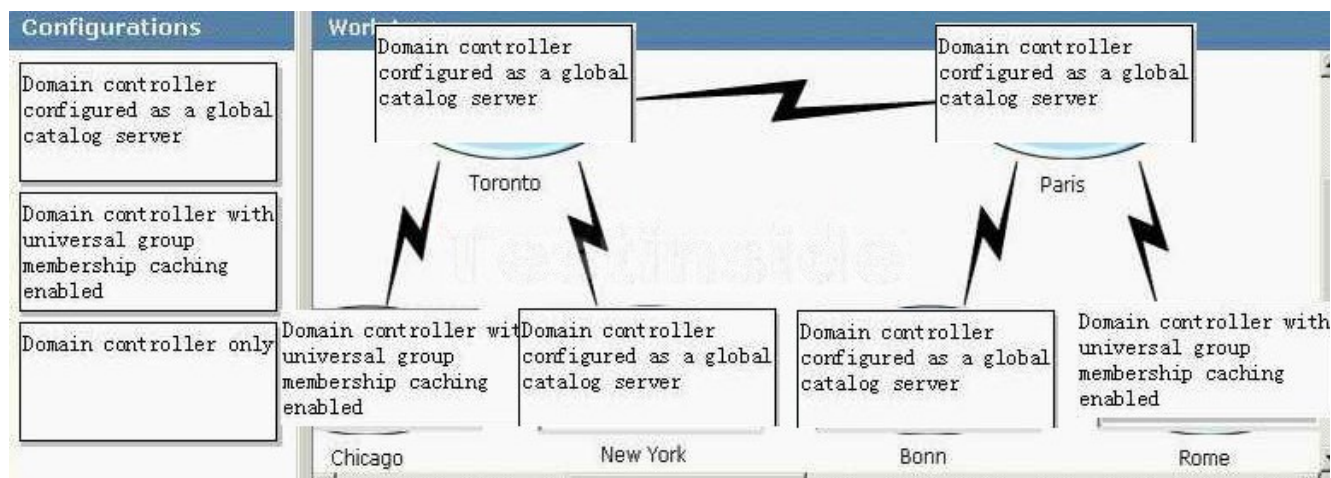 Configurations
Domain controller
configured as a global
catalog server
Domain controller with
universal group
membership caching
enabled
Domain controller only
Domain controller
configured as a global
catalog server
Domain controller
configured as a global
catalog server
Toronto
Paris
Testinside
Domain controller
universal group
membership caching
enabled
Domain controller
configured as a global
catalog server
Domain controller
configured as a global
catalog server
Domain controller with
universal group
membership caching
enabled
Chicago
New York
Bonn
Rome